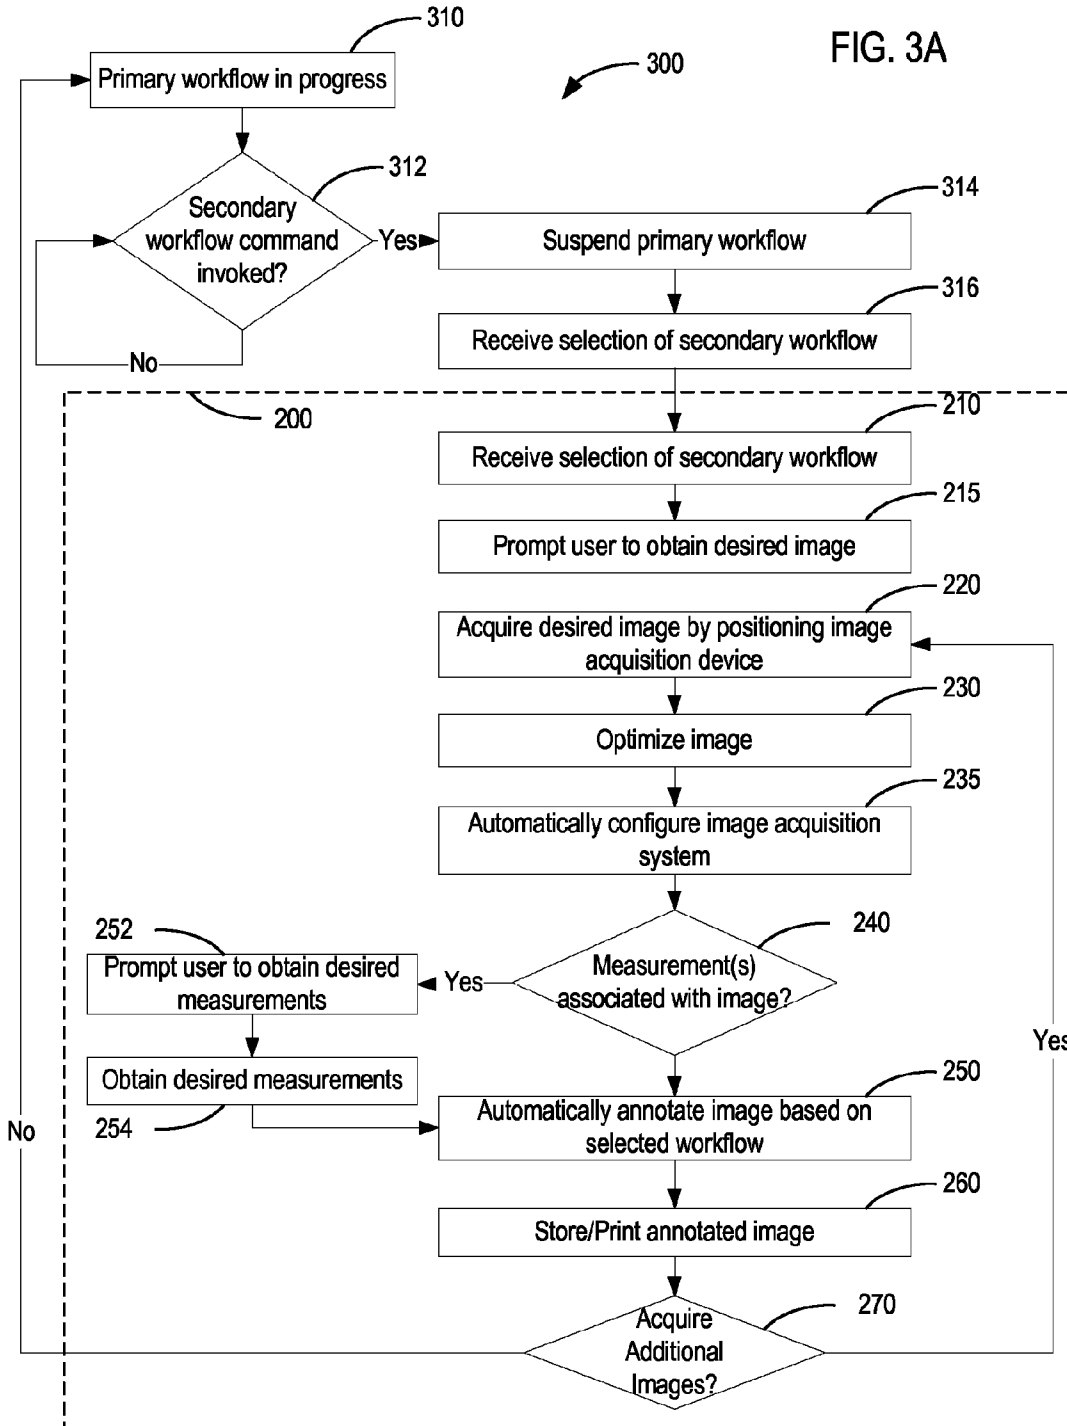 310
FIG. 3A
Primary workflow in progress
300
312
Secondary
workflow command
invoked?
Yes
314
Suspend primary workflow
316
Receive selection of secondary workflow
No
200
210
Receive selection of secondary workflow
215
Prompt user to obtain desired image
220
Acquire desired image by positioning image
acquisition device
230
Optimize image
235
Automatically configure image acquisition
system
240
Measurement(s)
associated with image?
Yes
252
Prompt user to obtain desired
measurements
Obtain desired measurements
254
Yes
No
250
Automatically annotate image based on
selected workflow
260
Store/Print annotated image
270
Acquire
Additional
Images?